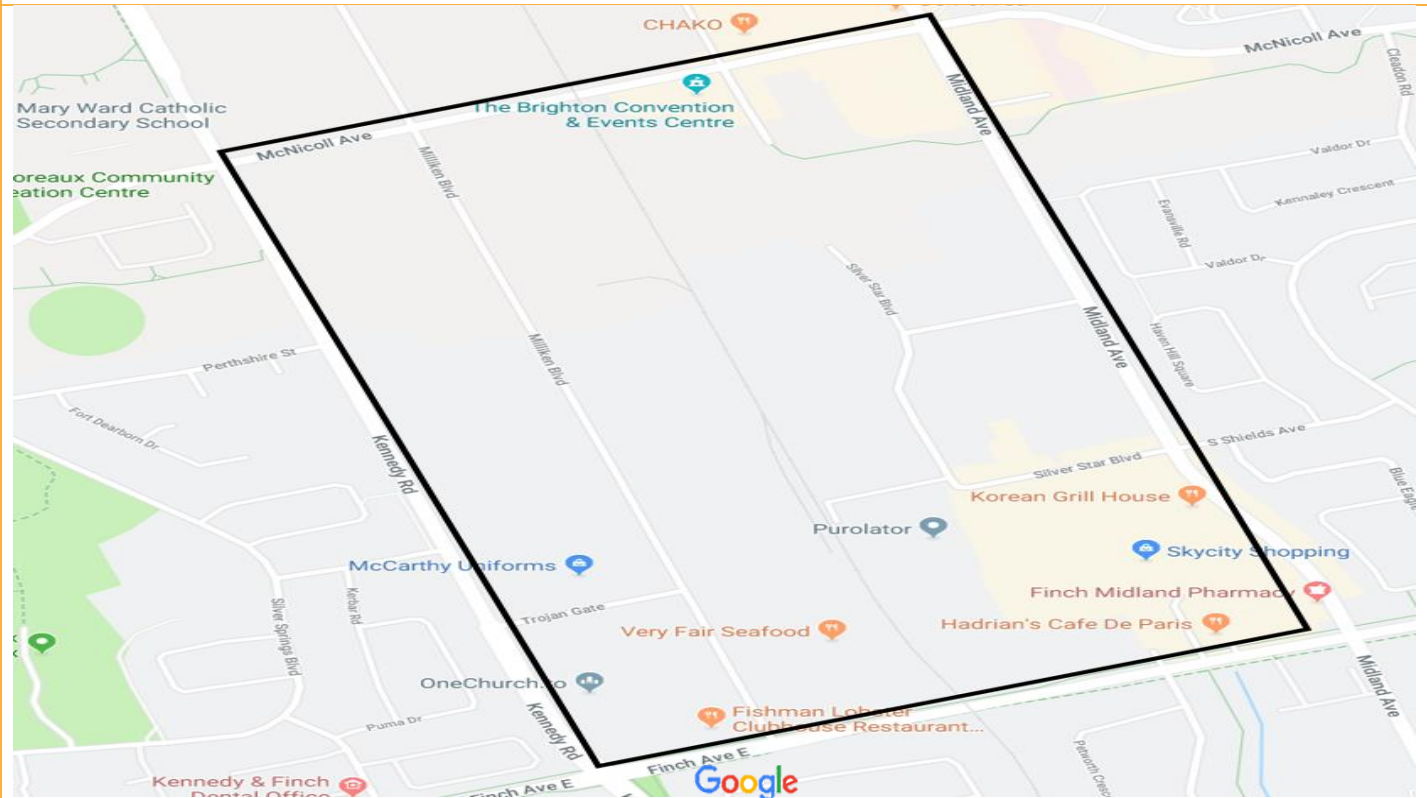 CHAKO
McNicoll Ave
Cleadon Rd
Mary Ward Catholic
Secondary School
The Brighton Convention
& Events Centre
Midland Ave
McNicoll Ave
Milliken Blvd
Valdor Dr
oreaux Community
eation Centre
Kennaley Crescent
Evansville Rd
Valdor Dr
Silver Star Blvd
Midland Ave
Haven Hill Square
Milliken Blvd
Perthshire St
Fort Dearborn Dr
Kennedy Rd
S Shields Ave
Silver Star Blvd
Blue Eagle
Korean Grill House
Purolator
Skycity Shopping
McCarthy Uniforms
Finch Midland Pharmacy
Kerbar Rd
Silver Springs Blvd
Trojan Gate
Very Fair Seafood
Hadrian's Cafe De Paris
OneChurch.to
Midland Ave
Kennedy Rd
Puma Dr
Fishman Lobster
Clubhouse Restaurant...
Finch Ave E
Petworth Cresc
Google
Kennedy & Finch
Dental Office
Finch Ave E